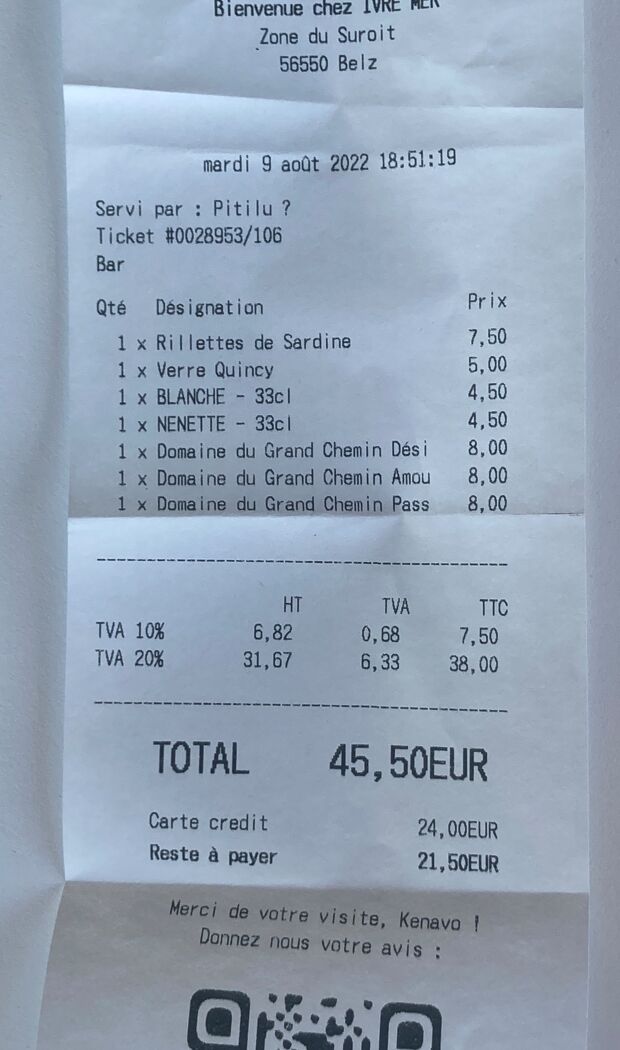 Bienvenue chez IVRE MER
Zone du Suroit
56550 Belz
mardi 9 août 2022 18:51:19
Servi par : Pitilu ?
Ticket #0028953/106
Bar
Qté Désignation Prix
1 x Rillettes de Sardine 7,50
1 x Verre Quincy 5,00
1 x BLANCHE - 33cl 4,50
1 x NENETTE - 33cl 4,50
1 x Domaine du Grand Chemin Dési 8,00
1 x Domaine du Grand Chemin Amou 8,00
1 x Domaine du Grand Chemin Pass 8,00
HT TVA TTC
TVA 10% 6,82 0,68 7,50
TVA 20% 31,67 6,33 38,00
TOTAL 45,50EUR
Carte credit 24,00EUR
Reste à payer 21,50EUR
Merci de votre visite, Kenavo !
Donnez nous votre avis :